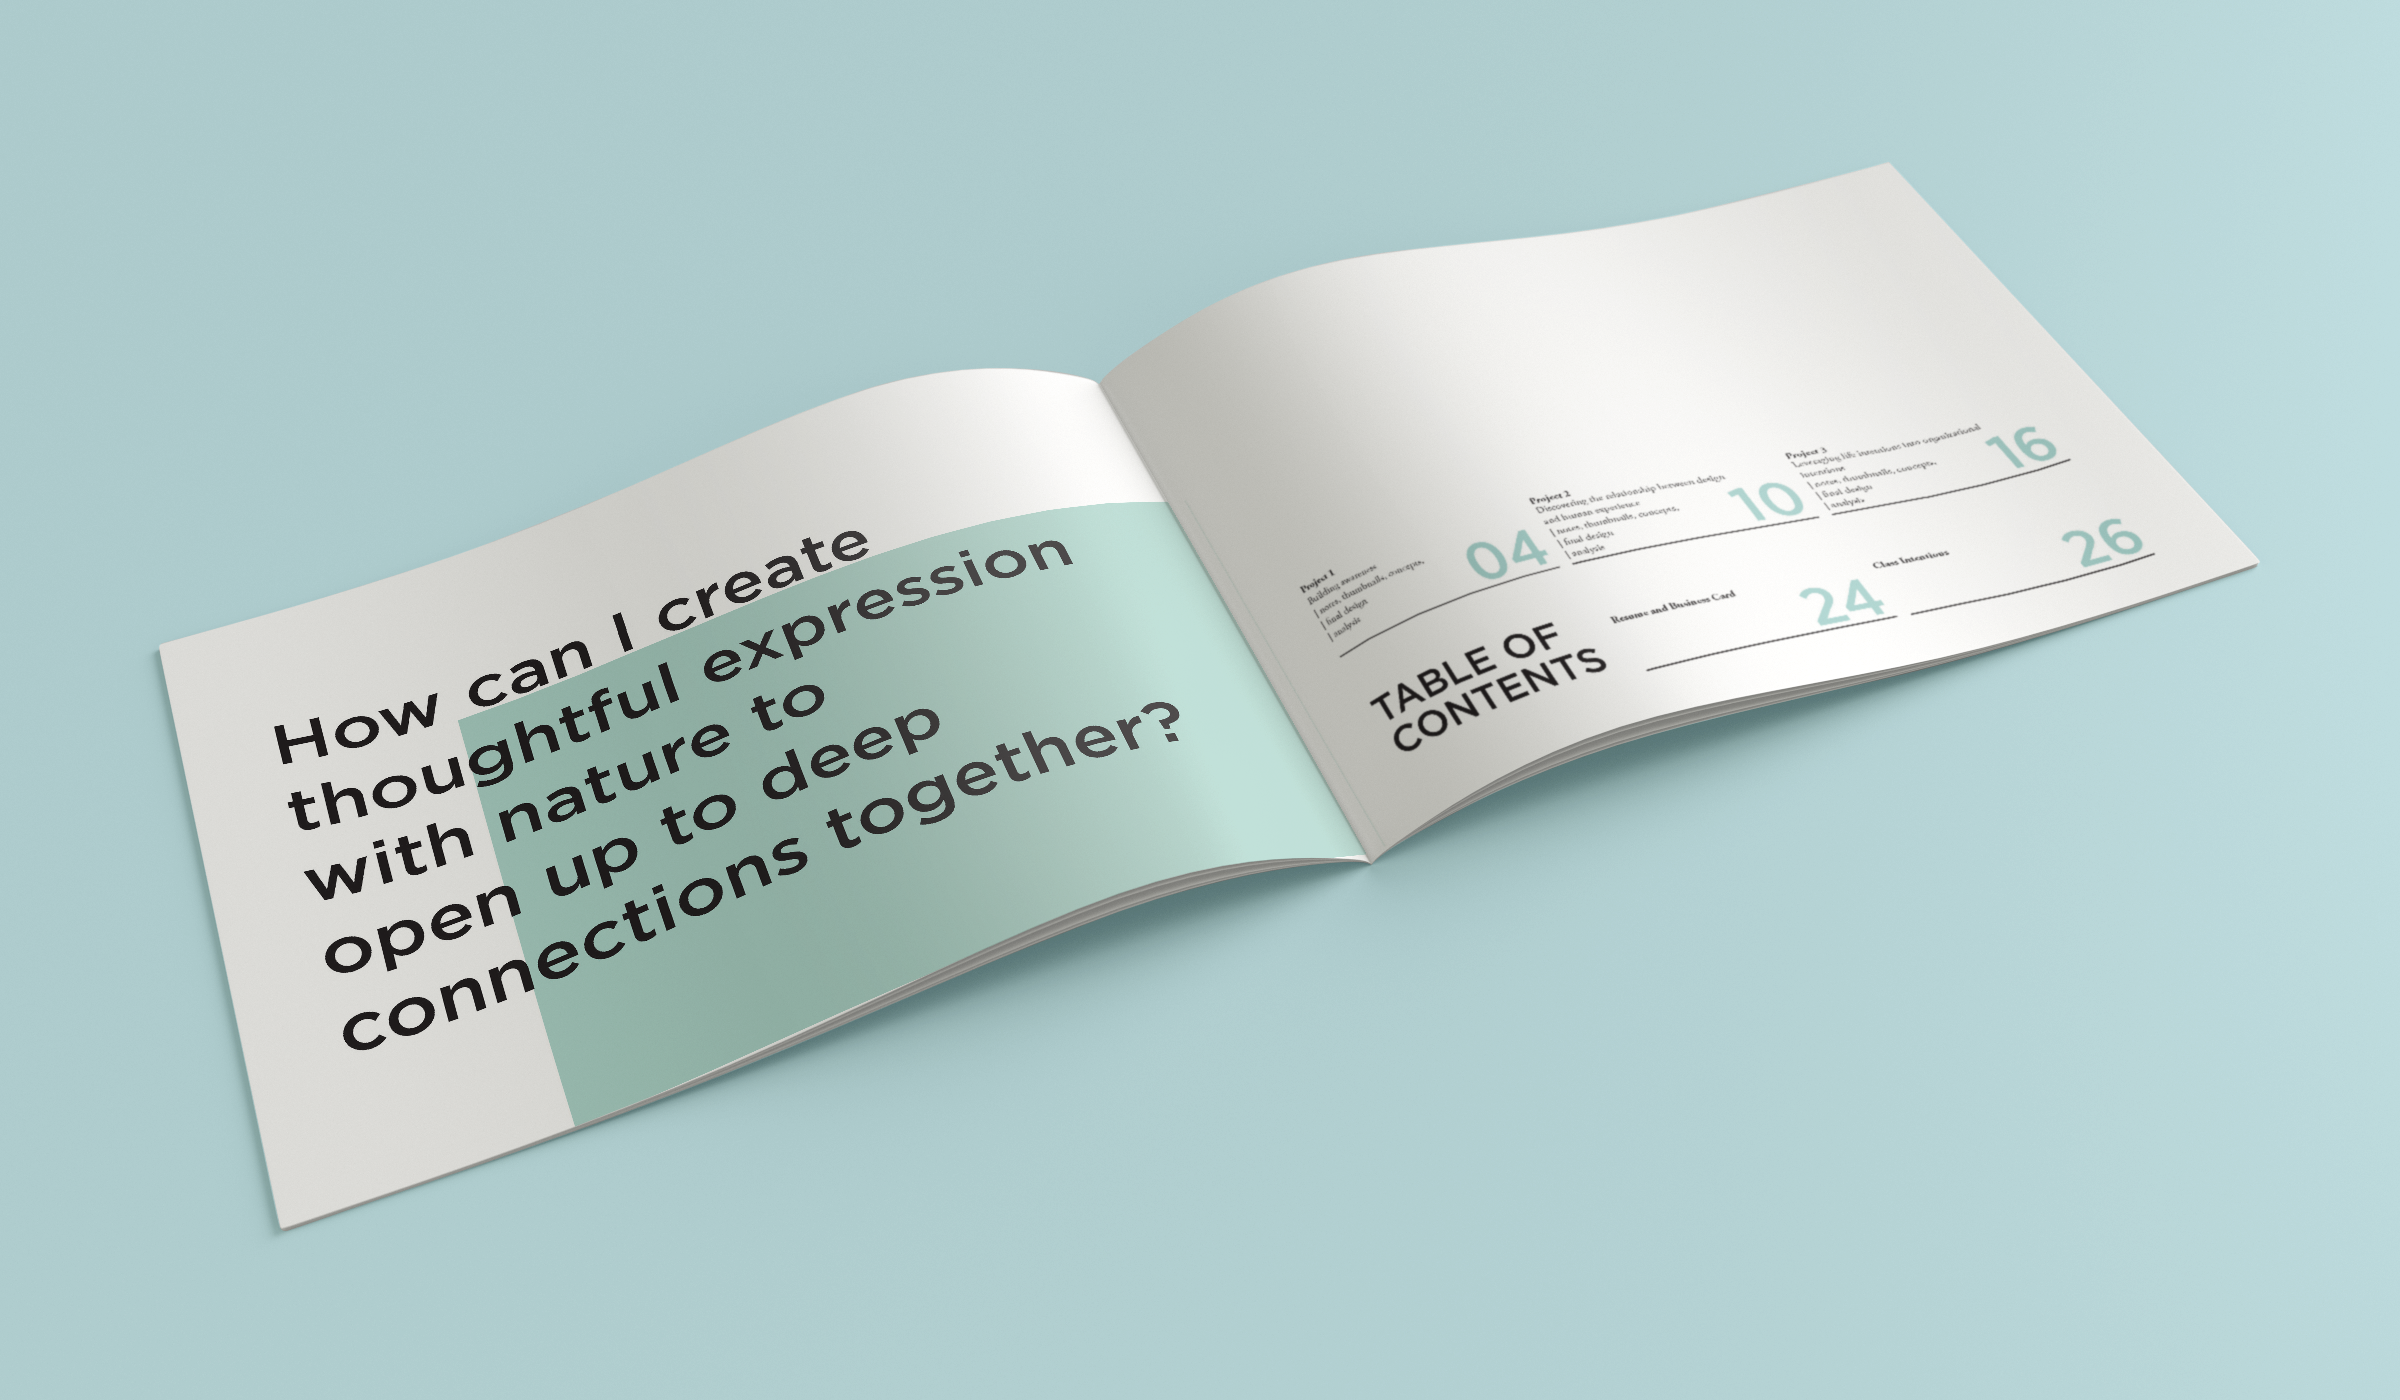 How can I create
thoughtful expression
with nature to
open up to deep
connections together?
Project 1
Building awareness
| notes, thumbnails, concepts,
| final design
| analysis
04
Project 2
Discovering the relationship between design
and human experience
| notes, thumbnails, concepts,
| final design
| analysis
10
Project 3
Leveraging life intentions into organizational
intentions
| notes, thumbnails, concepts,
| final design
| analysis
16
TABLE OF
CONTENTS
Resume and Business Card
24
Class Intentions
26